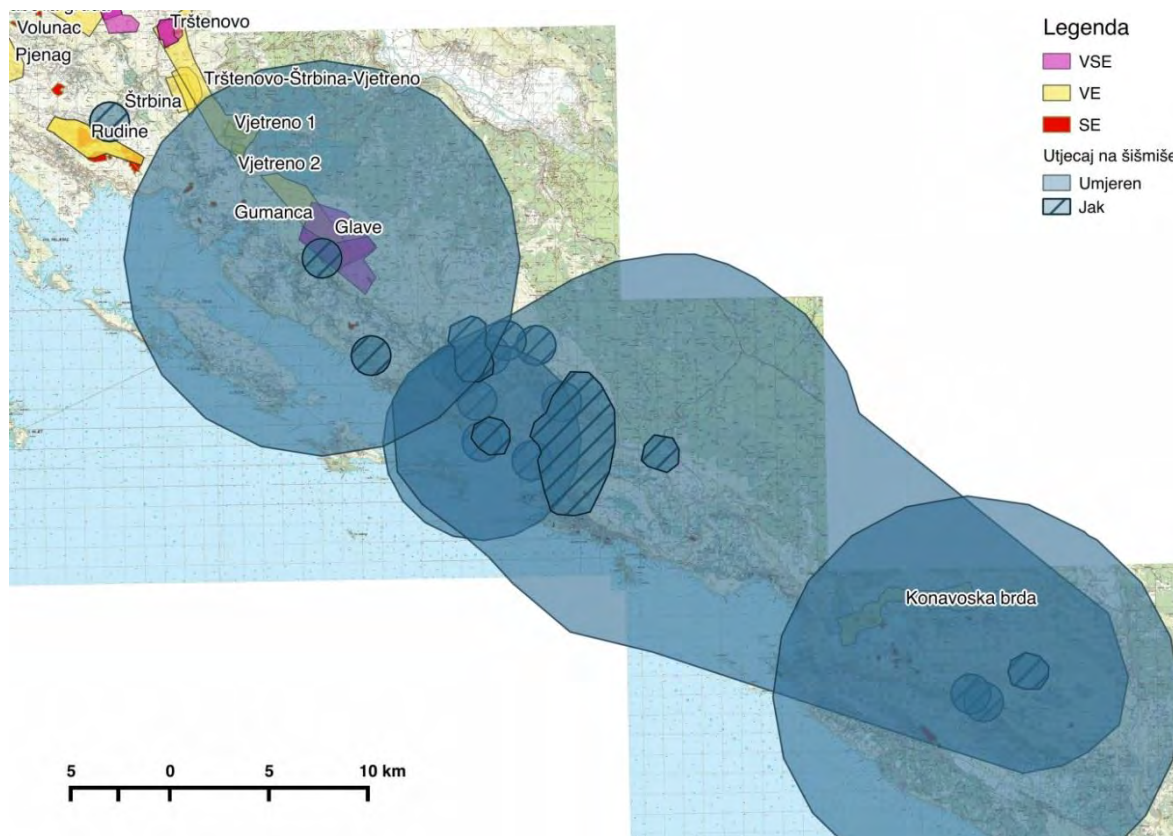 Volunac
Trštenovo
Pjenag
Trštenovo-Štrbina-Vjetreno
Štrbina
Rudine
Vjetreno 1
Vjetreno 2
Gumanca
Glave
Konavoska brda
Legenda
VSE
VE
SE
Utjecaj na šišmiše
Umjeren
Jak
5 0 5 10 km